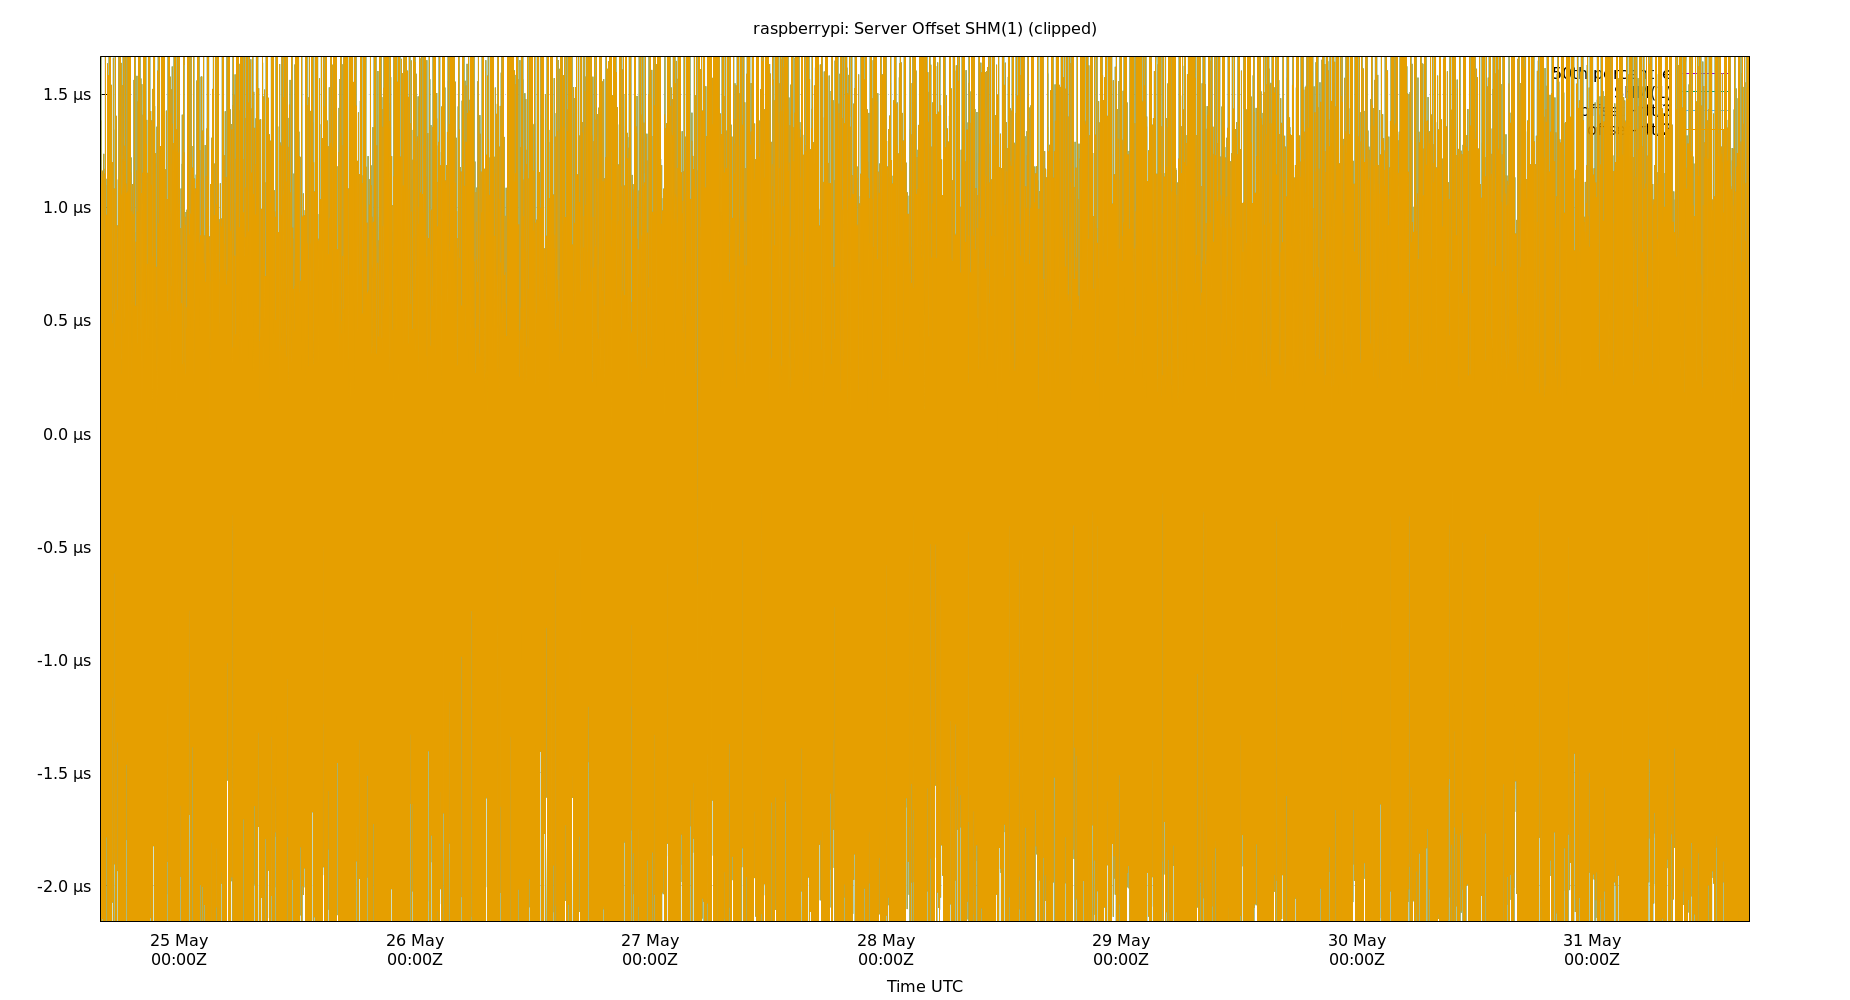 raspberrypi: Server Offset SHM(1) (clipped)
1.5 µs
1.0 µs
0.5 µs
0.0 µs
-0.5 µs
-1.0 µs
-1.5 µs
-2.0 µs
25 May 26 May 27 May 28 May 29 May 30 May 31 May
00:00Z 00:00Z 00:00Z 00:00Z 00:00Z 00:00Z 00:00Z
Time UTC